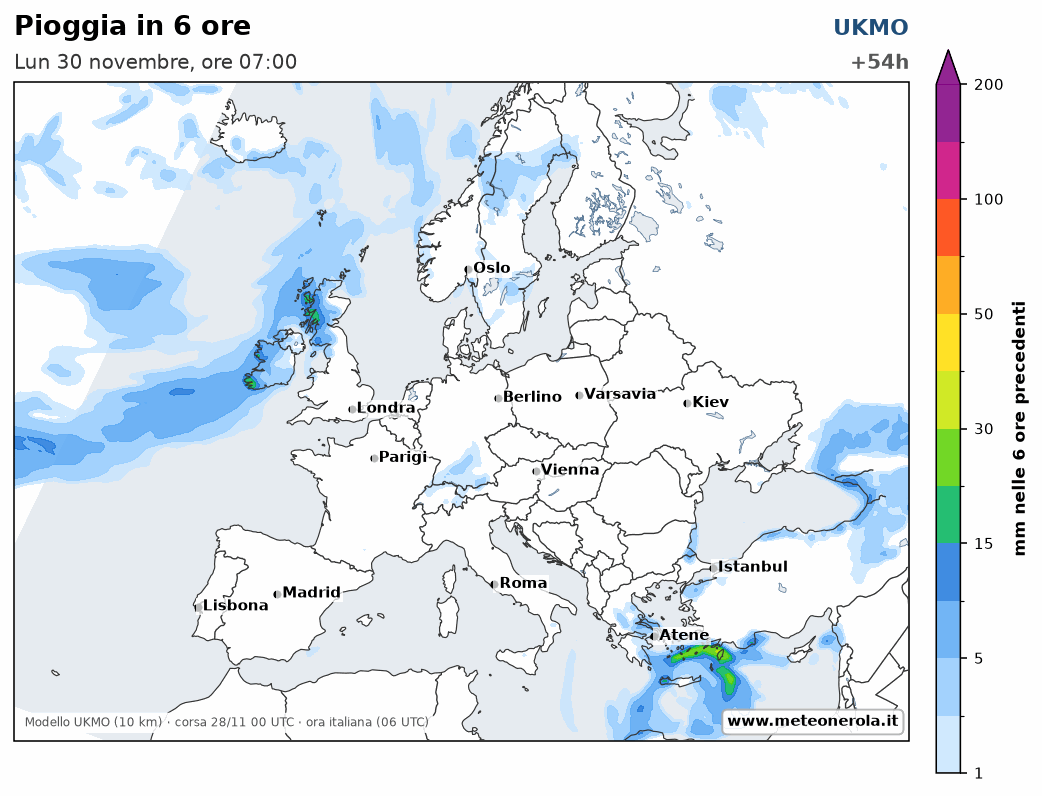 Pioggia in 6 ore
UKMO
Lun 30 novembre, ore 07:00
+54h
200
100
50
30
15
5
1
mm nelle 6 ore precedenti
Oslo
Berlino
Varsavia
Kiev
Londra
Parigi
Vienna
Istanbul
Roma
Madrid
Lisbona
Atene
Modello UKMO (10 km) · corsa 28/11 00 UTC · ora italiana (06 UTC)
www.meteonerola.it